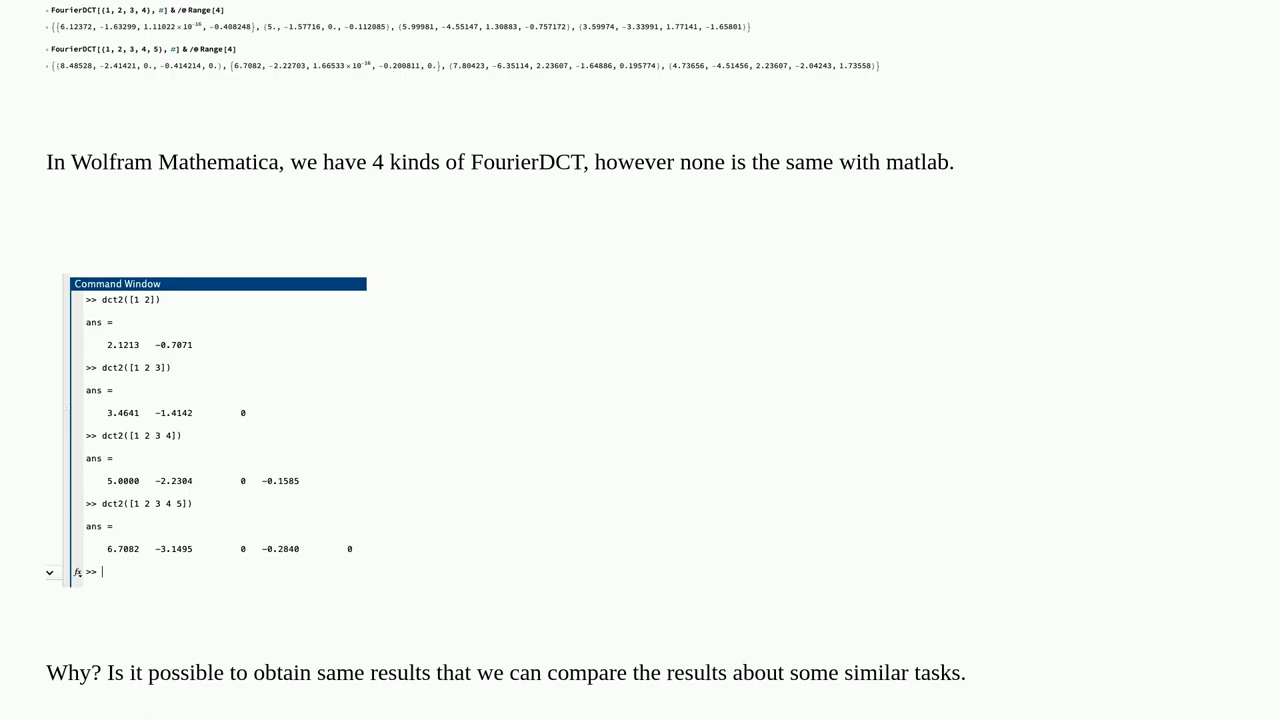 FourierDCT[{1, 2, 3, 4}, #] & /@ Range[4]
{{6.12372, -1.63299, 1.11022×10^-16, -0.408248}, {5., -1.57716, 0., -0.112085}, {5.99981, -4.55147, 1.30883, -0.757172}, {3.59974, -3.33991, 1.77141, -1.65801}}
FourierDCT[{1, 2, 3, 4, 5}, #] & /@ Range[4]
{{8.48528, -2.41421, 0., -0.414214, 0.}, {6.7082, -2.22703, 1.66533×10^-16, -0.200811, 0.}, {7.80423, -6.35114, 2.23607, -1.64886, 0.195774}, {4.73656, -4.51456, 2.23607, -2.04243, 1.73558}}
In Wolfram Mathematica, we have 4 kinds of FourierDCT, however none is the same with matlab.
Command Window
>> dct2([1 2])
ans =
2.1213 -0.7071
>> dct2([1 2 3])
ans =
3.4641 -1.4142 0
>> dct2([1 2 3 4])
ans =
5.0000 -2.2304 0 -0.1585
>> dct2([1 2 3 4 5])
ans =
6.7082 -3.1495 0 -0.2840 0
fx >>
Why? Is it possible to obtain same results that we can compare the results about some similar tasks.